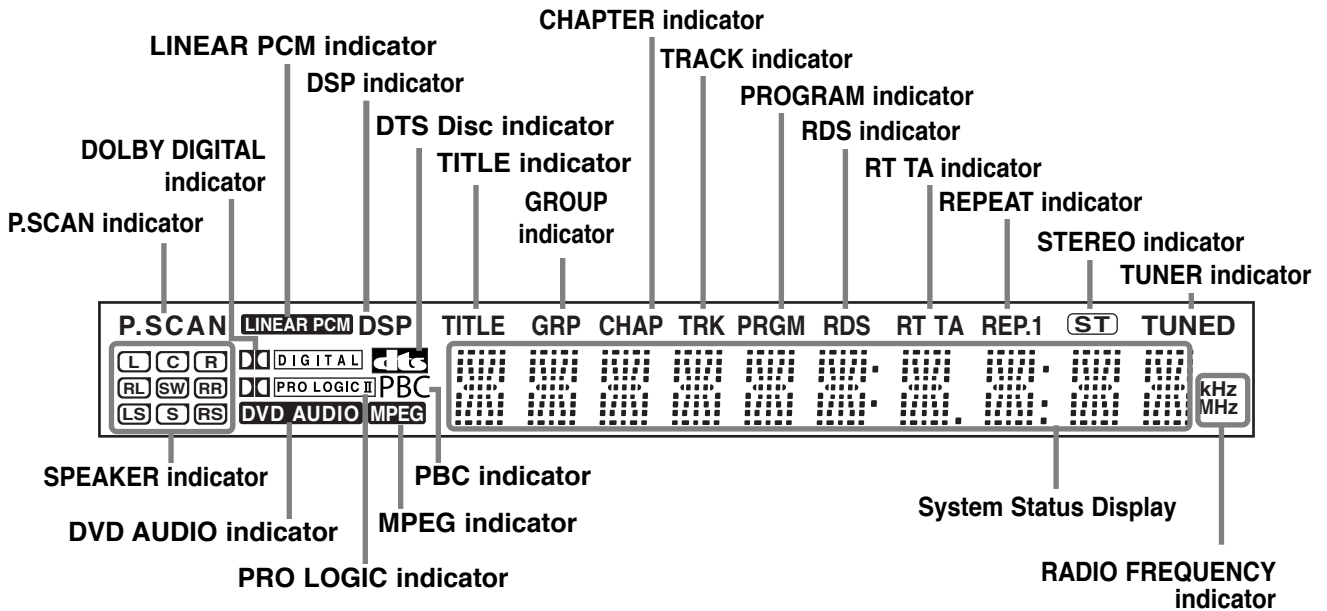 CHAPTER indicator
LINEAR PCM indicator
TRACK indicator
DSP indicator
PROGRAM indicator
DTS Disc indicator
RDS indicator
DOLBY DIGITAL
indicator
TITLE indicator
RT TA indicator
GROUP
indicator
REPEAT indicator
P.SCAN indicator
STEREO indicator
TUNER indicator
P.SCAN LINEAR PCM DSP TITLE GRP CHAP TRK PRGM RDS RT TA REP.1 ST TUNED
L C R DIGITAL dts
RL SW RR PRO LOGIC II PBC
LS S RS DVD AUDIO MPEG
kHz
MHz
SPEAKER indicator
PBC indicator
System Status Display
DVD AUDIO indicator
MPEG indicator
PRO LOGIC indicator
RADIO FREQUENCY
indicator